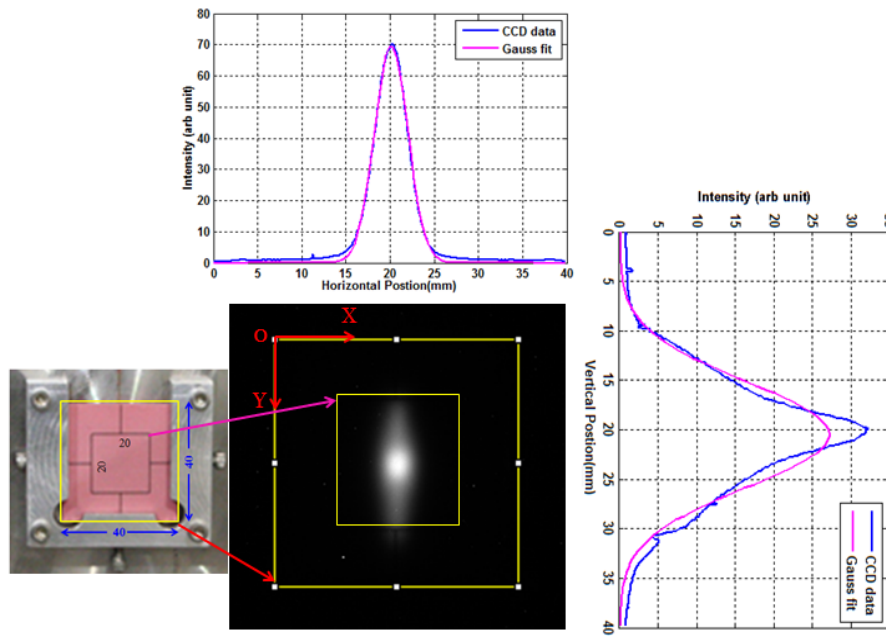 80
70
60
50
40
30
20
10
0
Intensity (arb unit)
CCD data
Gauss fit
0 5 10 15 20 25 30 35 40
Horizontal Postion(mm)
Intensity (arb unit)
0 5 10 15 20 25 30
0
5
10
15
20
25
30
35
40
Vertical Postion(mm)
CCD data
Gauss fit
O
X
Y
20
20
40
40